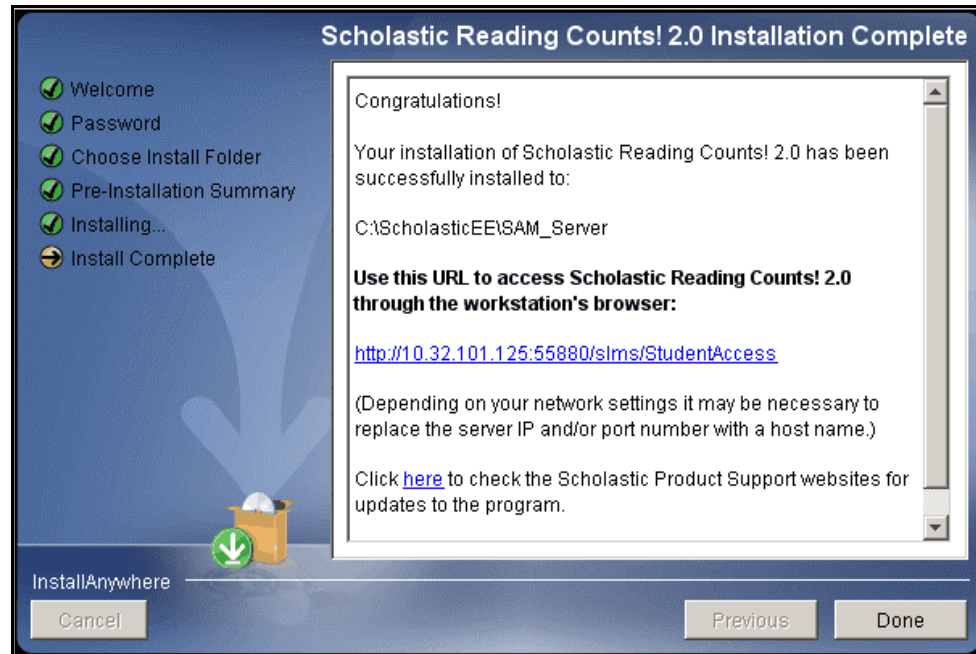 Scholastic Reading Counts! 2.0 Installation Complete
Welcome
Password
Choose Install Folder
Pre-Installation Summary
Installing...
Install Complete
Congratulations!
Your installation of Scholastic Reading Counts! 2.0 has been
successfully installed to:
C:\ScholasticEE\SAM_Server
Use this URL to access Scholastic Reading Counts! 2.0
through the workstation's browser:
http://10.32.101.125:55880/slms/StudentAccess
(Depending on your network settings it may be necessary to
replace the server IP and/or port number with a host name.)
Click here to check the Scholastic Product Support websites for
updates to the program.
InstallAnywhere
Cancel
Previous
Done